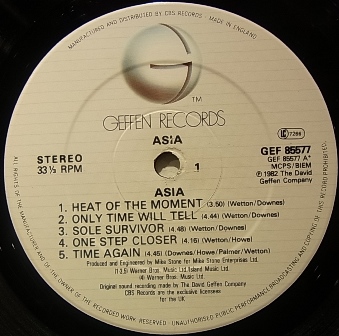 MANUFACTURED AND DISTRIBUTED BY CBS RECORDS • MADE IN ENGLAND
G
TM
GEFFEN RECORDS
ASIA
STEREO
33⅓ RPM
1
LC 7266
GEF 85577
GEF 85577 A*
MCPS/BIEM
℗ 1982 The David
Geffen Company
ASIA
1. HEAT OF THE MOMENT (3.50) (Wetton/Downes)
2. ONLY TIME WILL TELL (4.44) (Wetton/Downes)
3. SOLE SURVIVOR (4.48) (Wetton/Downes)
4. ONE STEP CLOSER (4.16) (Wetton/Howe)
5. TIME AGAIN (4.45) (Downes/Howe/Palmer/Wetton)
Produced and Engineered by Mike Stone for Mike Stone Enterprises Ltd.
Warner Bros. Music Ltd./Island Music Ltd.
(4) Warner Bros. Music Ltd.
Original sound recording made by The David Geffen Company.
CBS Records are the exclusive licensees
for the UK
ALL RIGHTS OF THE MANUFACTURER AND OF THE OWNER OF THE RECORDED WORK RESERVED - UNAUTHORISED PUBLIC PERFORMANCE BROADCASTING AND COPYING OF THIS RECORD PROHIBITED.